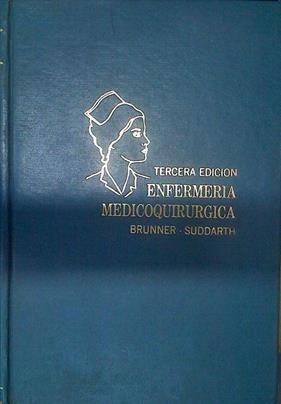 TERCERA EDICION
ENFERMERIA
MEDICOQUIRURGICA
BRUNNER · SUDDARTH